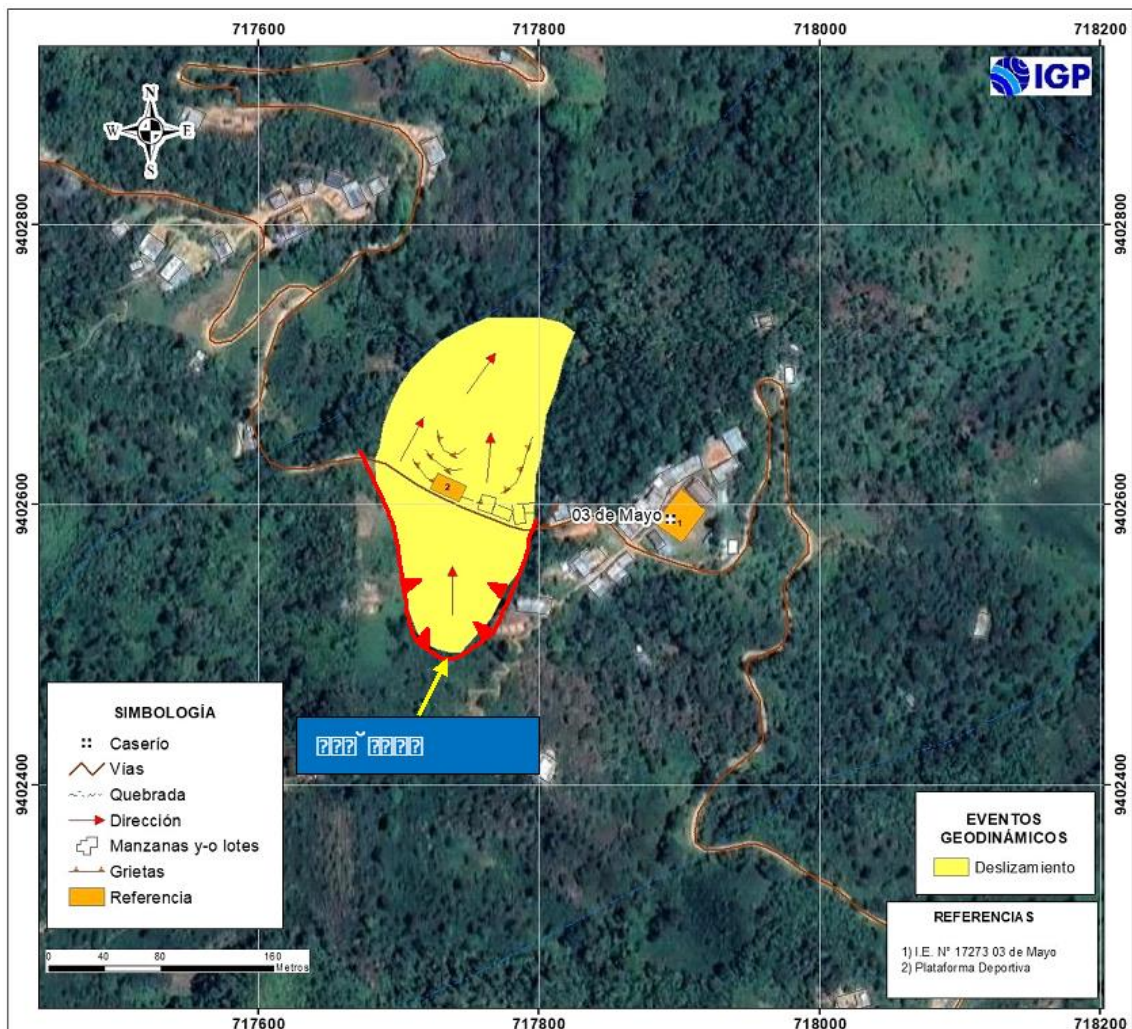 717600 717800 718000 718200
IGP
N
W E
S
9402800 9402800
9402600 9402600
2
03 de Mayo
1
SIMBOLOGÍA
Caserío
Vías
Quebrada
Dirección
Manzanas y-o lotes
Grietas
Referencia
9402400 9402400
EVENTOS
GEODINÁMICOS
Deslizamiento
REFERENCIAS
1) I.E. N° 17273 03 de Mayo
2) Plataforma Deportiva
0 40 80 160
Metros
717600 717800 718000 718200